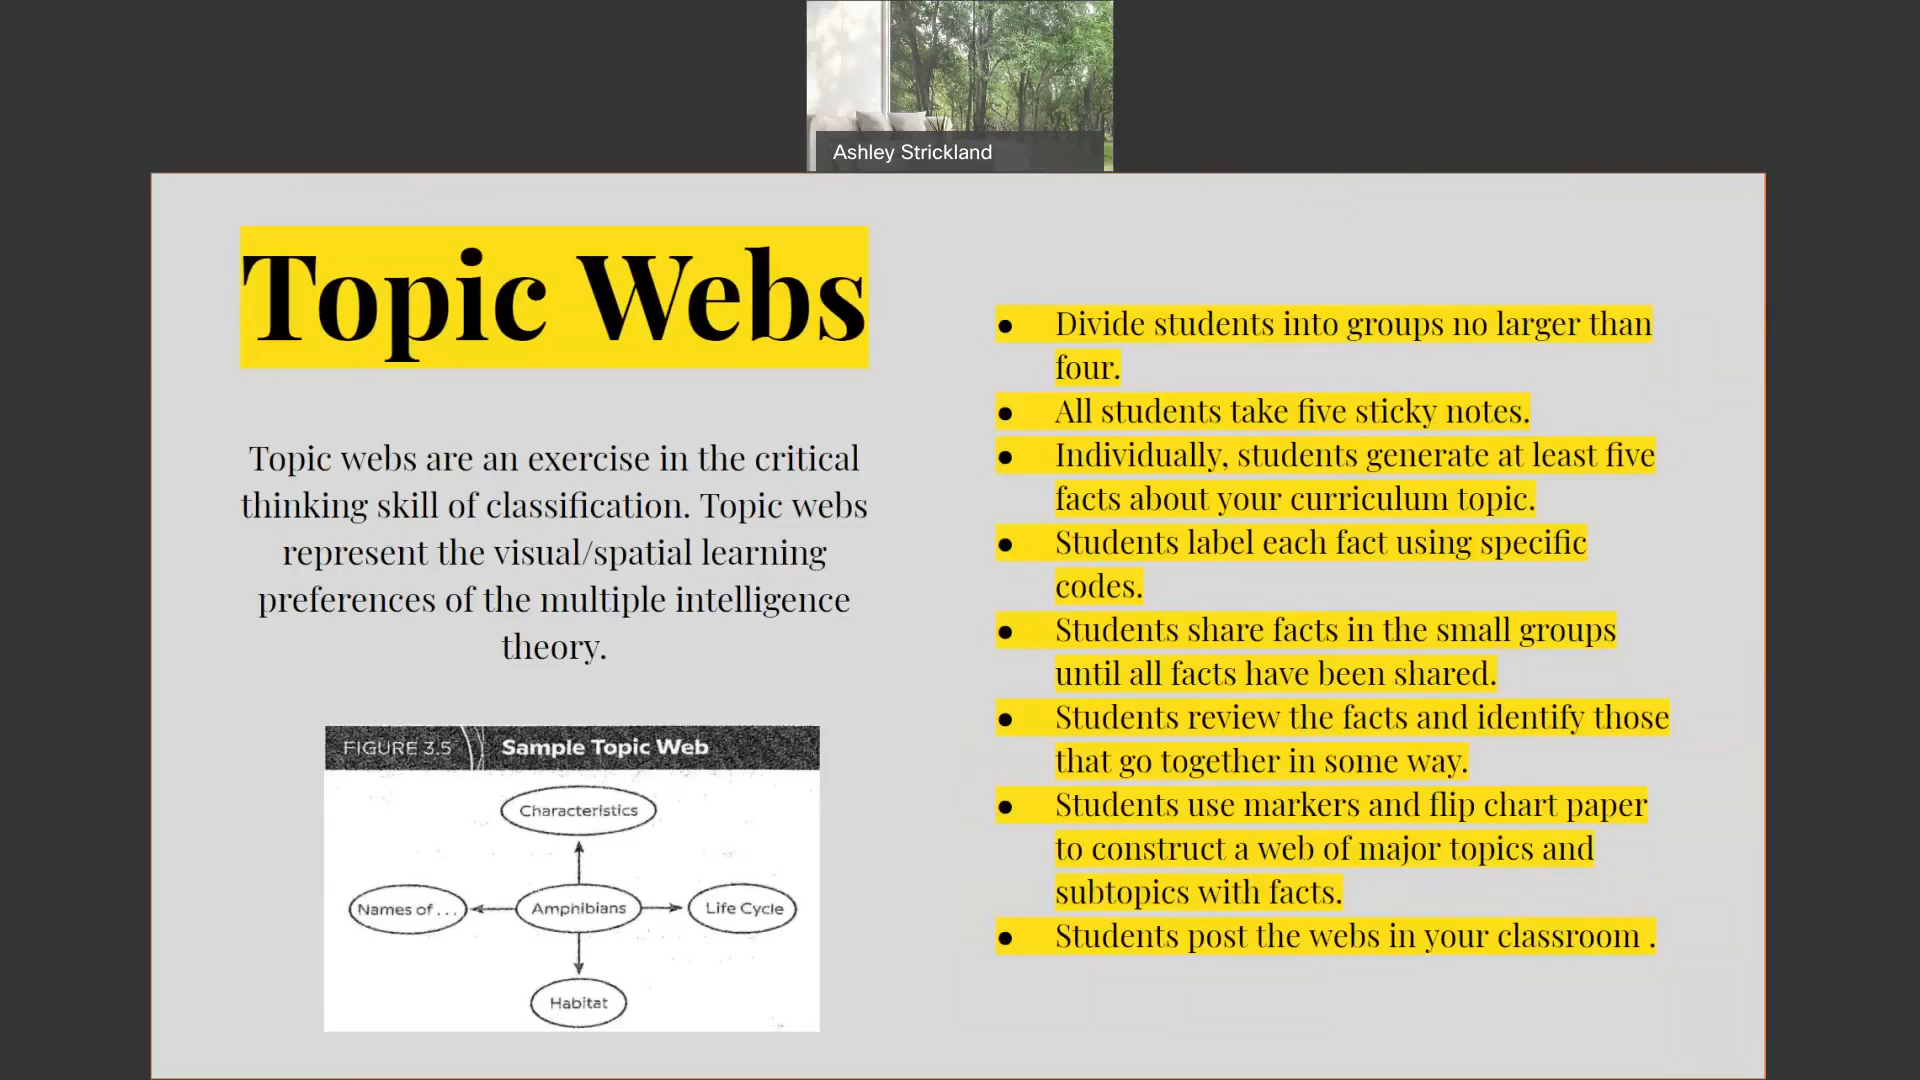 Ashley Strickland
Topic Webs
Topic webs are an exercise in the critical
thinking skill of classification. Topic webs
represent the visual/spatial learning
preferences of the multiple intelligence
theory.
FIGURE 3.5 Sample Topic Web
Characteristics
Names of ...
Amphibians
Life Cycle
Habitat
● Divide students into groups no larger than
four.
● All students take five sticky notes.
● Individually, students generate at least five
facts about your curriculum topic.
● Students label each fact using specific
codes.
● Students share facts in the small groups
until all facts have been shared.
● Students review the facts and identify those
that go together in some way.
● Students use markers and flip chart paper
to construct a web of major topics and
subtopics with facts.
● Students post the webs in your classroom .